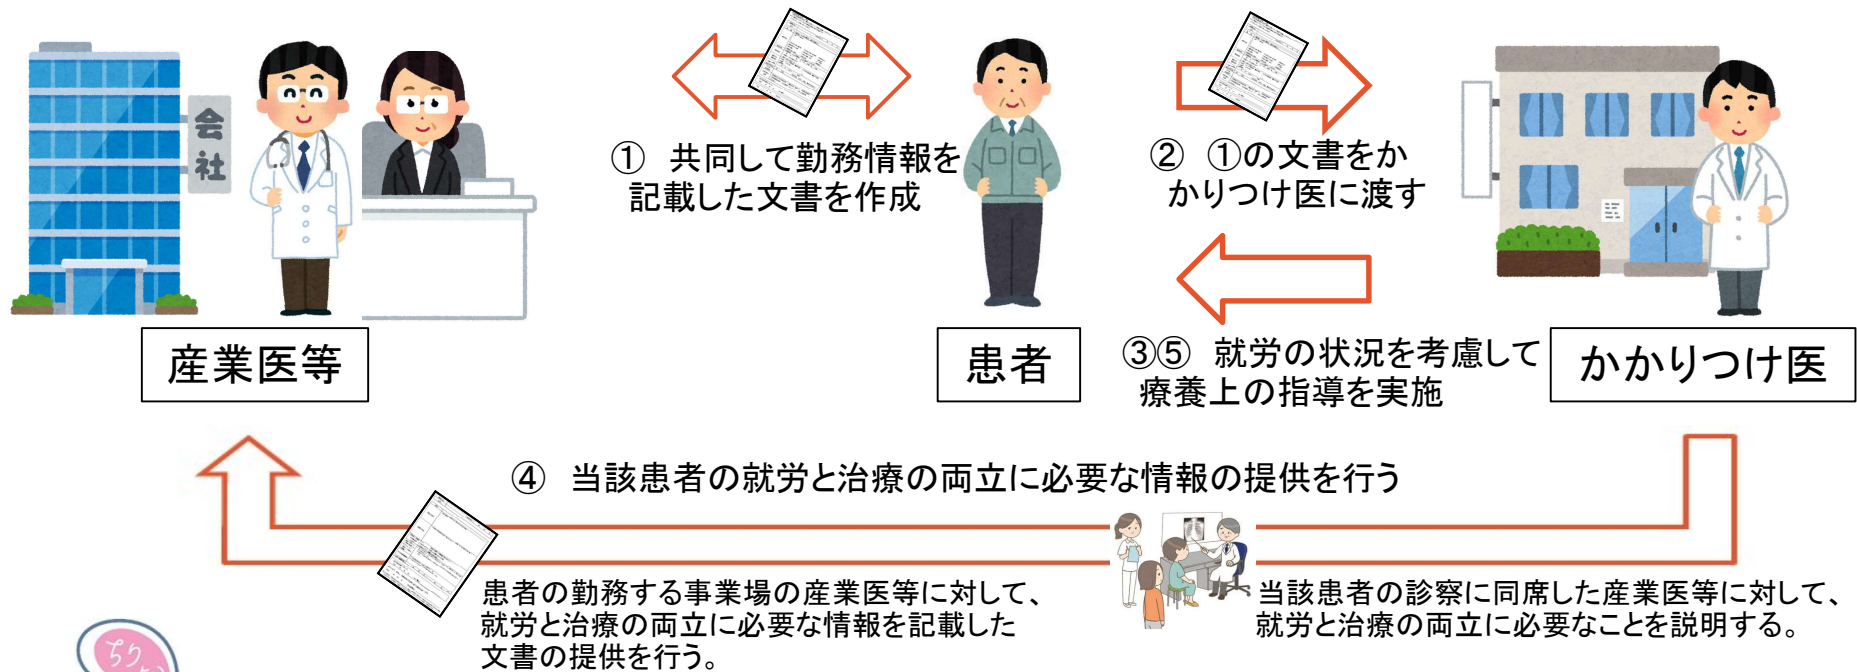 会社
① 共同して勤務情報を
記載した文書を作成
② ①の文書をか
かりつけ医に渡す
産業医等
患者
③⑤ 就労の状況を考慮して
療養上の指導を実施
かかりつけ医
④ 当該患者の就労と治療の両立に必要な情報の提供を行う
患者の勤務する事業場の産業医等に対して、
就労と治療の両立に必要な情報を記載した
文書の提供を行う。
当該患者の診察に同席した産業医等に対して、
就労と治療の両立に必要なことを説明する。
ちり